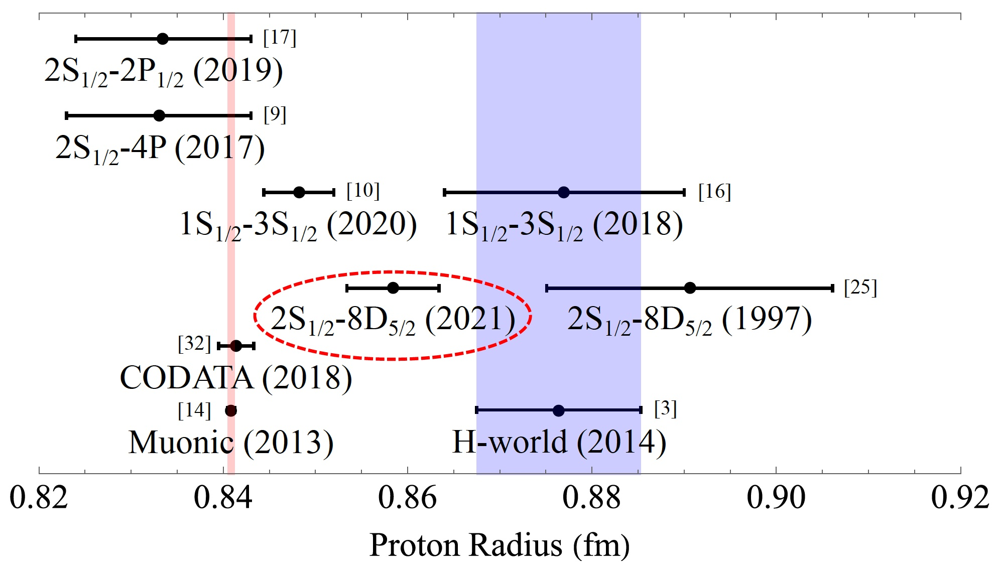 [17]
2S1/2-2P1/2 (2019)
[9]
2S1/2-4P (2017)
[10] [16]
1S1/2-3S1/2 (2020) 1S1/2-3S1/2 (2018)
[25]
2S1/2-8D5/2 (2021) 2S1/2-8D5/2 (1997)
[32]
CODATA (2018)
[14] [3]
Muonic (2013) H-world (2014)
0.82 0.84 0.86 0.88 0.90 0.92
Proton Radius (fm)